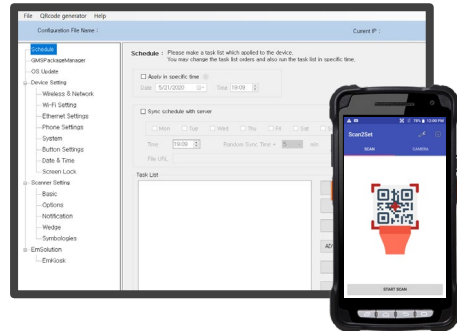 File QRcode generator Help
Configuration File Name :
Current IP :
Schedule
GMSPackageManager
OS Update
Device Setting
Wireless & Network
Wi-Fi Setting
Ethernet Settings
Phone Settings
System
Button Settings
Date & Time
Screen Lock
Scanner Setting
Basic
Options
Notification
Wedge
Symbologies
EmSolution
EmKiosk
Schedule : Please make a task list which applied to the device.
You may change the task list orders and also run the task list in specific time.
Apply in specific time
Date 5/21/2020 Time 19:09
Sync schedule with server
Mon Tue Wed Thu Fri Sat
Time 19:09 Random Sync Time + 5 min
File URL
Task List
79% 12:00 PM
Scan2Set
SCAN CAMERA
START SCAN